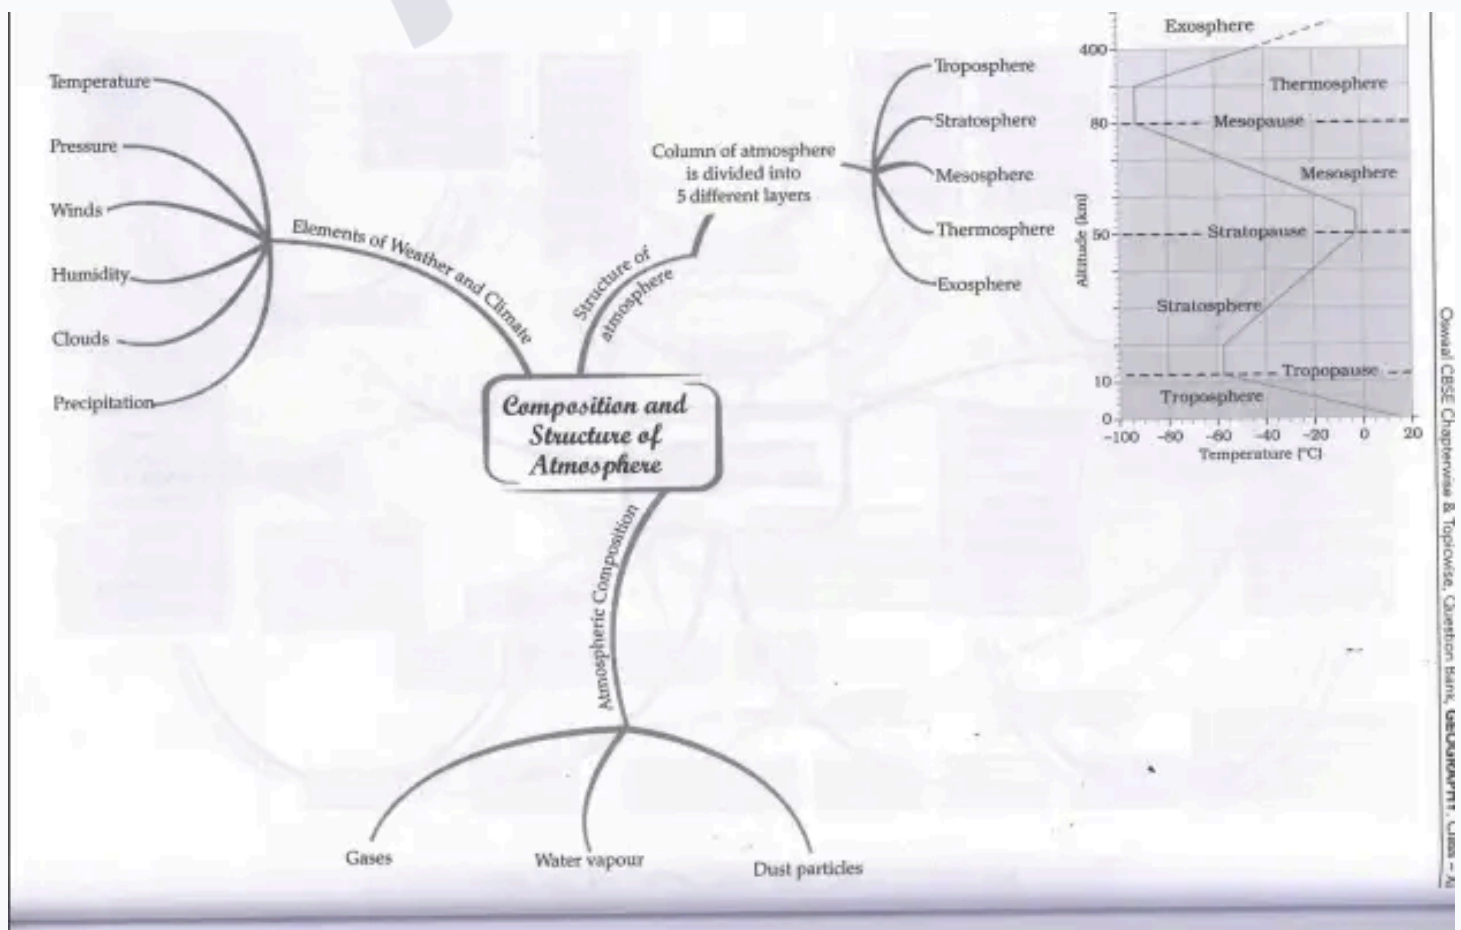 Temperature
Pressure
Winds
Humidity
Clouds
Precipitation
Elements of Weather and Climate
Structure of
atmosphere
Column of atmosphere
is divided into
5 different layers
Troposphere
Stratosphere
Mesosphere
Thermosphere
Exosphere
Composition and
Structure of
Atmosphere
Atmospheric Composition
Gases
Water vapour
Dust particles
Exosphere
400
Thermosphere
80
Mesopause
Mesosphere
Altitude (km)
50
Stratopause
Stratosphere
10
Tropopause
Troposphere
0
-100 -80 -60 -40 -20 0 20
Temperature (°C)
Oswaal CBSE Chapterwise & Topicwise, Question Bank, GEOGRAPHY, Class –